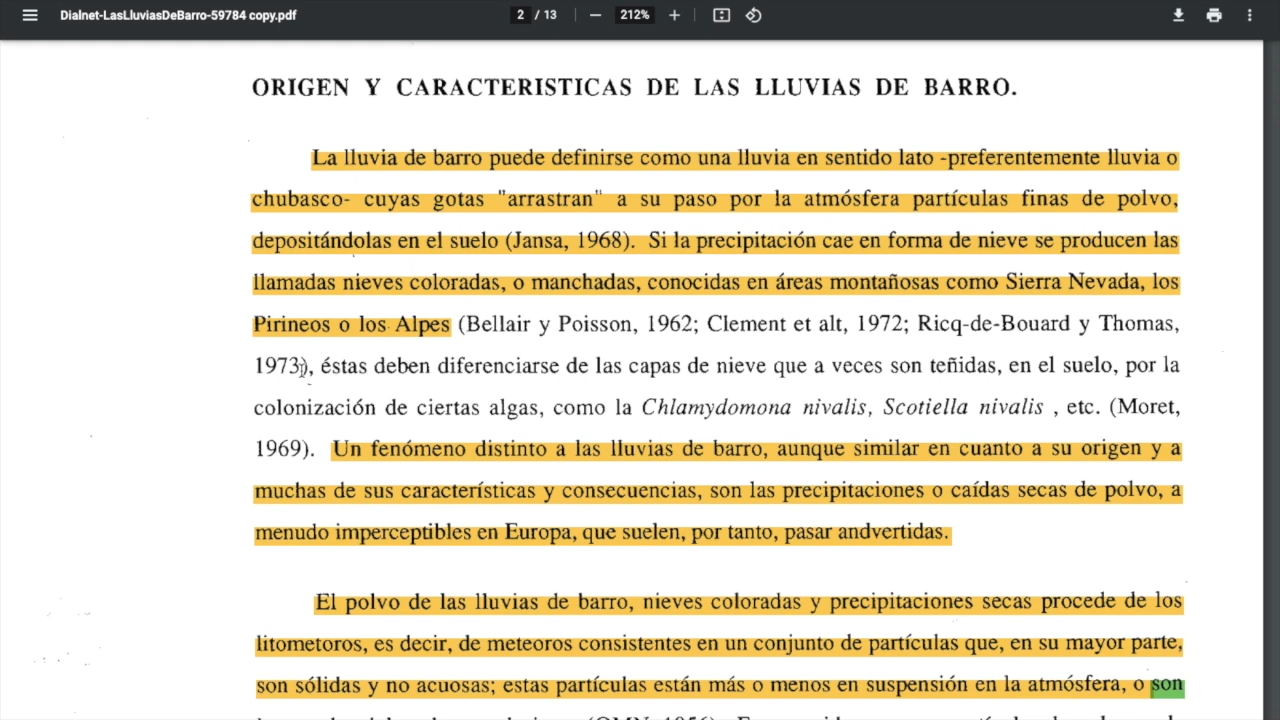 Dialnet-LasLluviasDeBarro-59784 copy.pdf
2 / 13
212%
ORIGEN Y CARACTERISTICAS DE LAS LLUVIAS DE BARRO.
La lluvia de barro puede definirse como una lluvia en sentido lato -preferentemente lluvia o
chubasco- cuyas gotas "arrastran" a su paso por la atmósfera partículas finas de polvo,
depositándolas en el suelo (Jansa, 1968). Si la precipitación cae en forma de nieve se producen las
llamadas nieves coloradas, o manchadas, conocidas en áreas montañosas como Sierra Nevada, los
Pirineos o los Alpes (Bellair y Poisson, 1962; Clement et alt, 1972; Ricq-de-Bouard y Thomas,
1973), éstas deben diferenciarse de las capas de nieve que a veces son teñidas, en el suelo, por la
colonización de ciertas algas, como la Chlamydomona nivalis, Scotiella nivalis , etc. (Moret,
1969). Un fenómeno distinto a las lluvias de barro, aunque similar en cuanto a su origen y a
muchas de sus características y consecuencias, son las precipitaciones o caídas secas de polvo, a
menudo imperceptibles en Europa, que suelen, por tanto, pasar andvertidas.
El polvo de las lluvias de barro, nieves coloradas y precipitaciones secas procede de los
litometoros, es decir, de meteoros consistentes en un conjunto de partículas que, en su mayor parte,
son sólidas y no acuosas; estas partículas están más o menos en suspensión en la atmósfera, o son